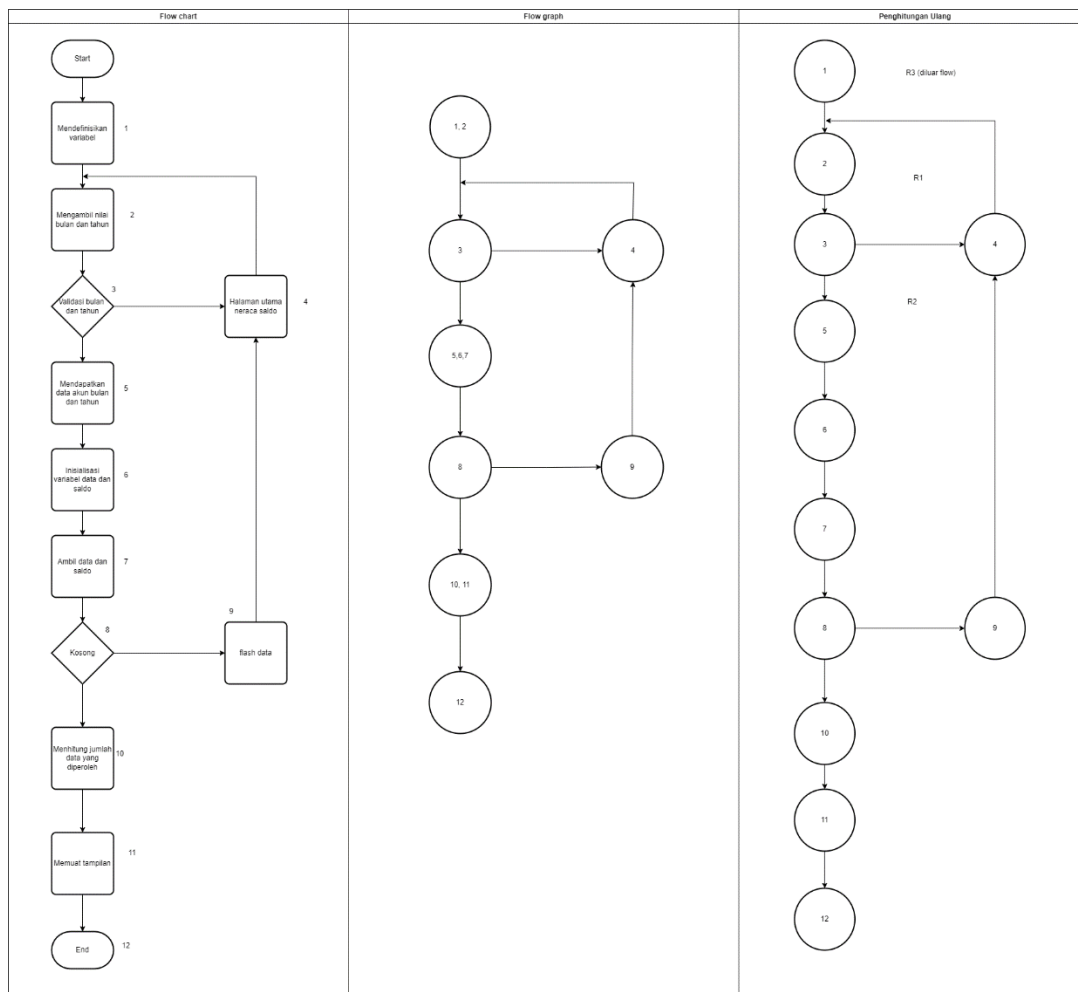 Flow chart
Flow graph
Penghitungan Ulang
Start
Mendefinisikan
variabel
1
Mengambil nilai
bulan dan tahun
2
Validasi bulan
dan tahun
3
Halaman utama
neraca saldo
4
Mendapatkan
data akun bulan
dan tahun
5
Inisialisasi
variabel data dan
saldo
6
Ambil data dan
saldo
7
Kosong
8
flash data
9
Menhitung jumlah
data yang
diperoleh
10
Memuat tampilan
11
End
12
1, 2
3
4
5,6,7
8
9
10, 11
12
1
R3 (diluar flow)
2
R1
3
4
R2
5
6
7
8
9
10
11
12